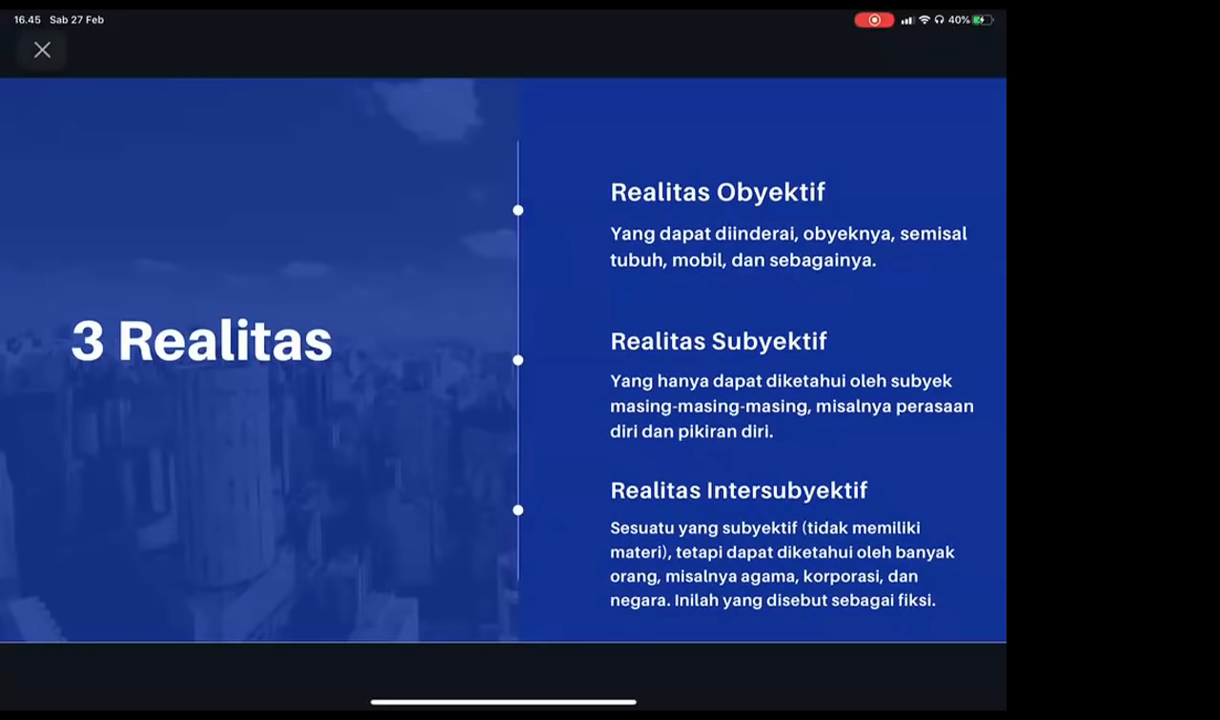 16.45 Sab 27 Feb
40%
3 Realitas
Realitas Obyektif
Yang dapat diinderai, obyeknya, semisal
tubuh, mobil, dan sebagainya.
Realitas Subyektif
Yang hanya dapat diketahui oleh subyek
masing-masing-masing, misalnya perasaan
diri dan pikiran diri.
Realitas Intersubyektif
Sesuatu yang subyektif (tidak memiliki
materi), tetapi dapat diketahui oleh banyak
orang, misalnya agama, korporasi, dan
negara. Inilah yang disebut sebagai fiksi.